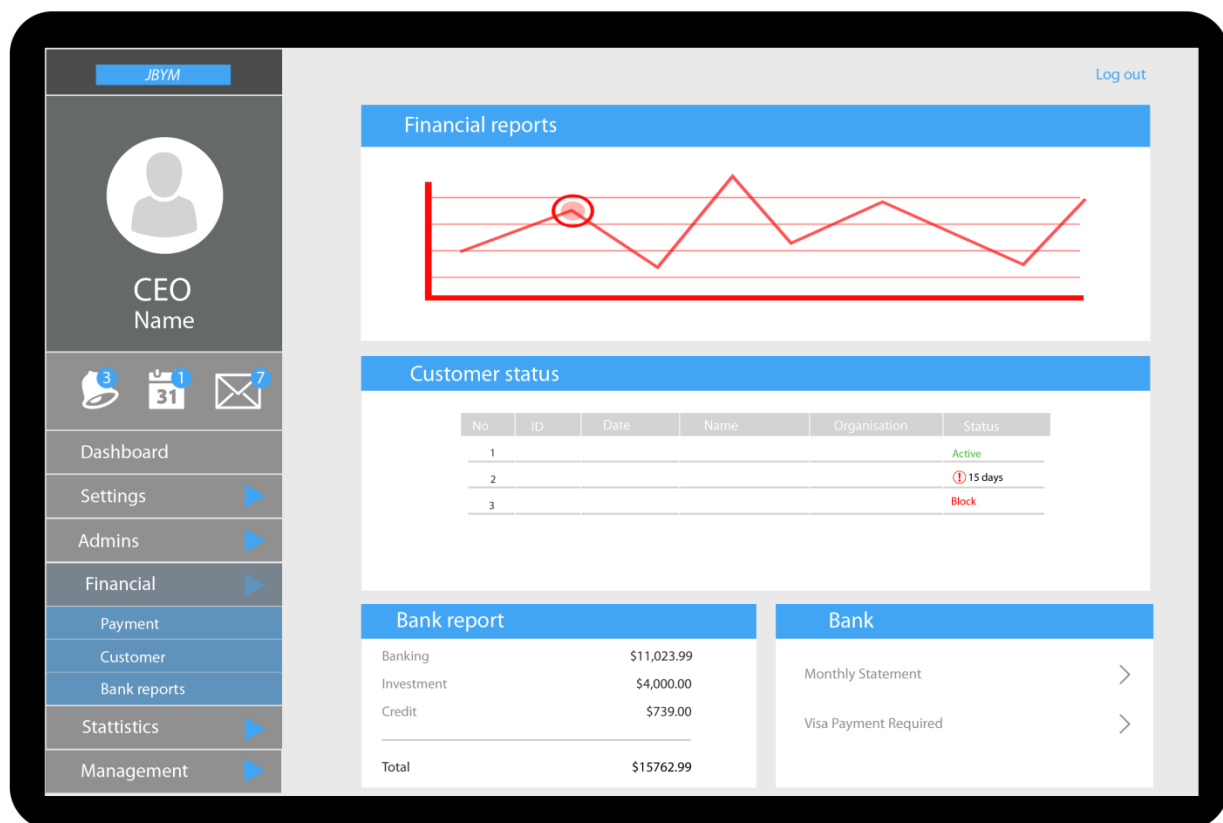 JBYM
CEO
Name
3
1
31
7
Dashboard
Settings
Admins
Financial
Payment
Customer
Bank reports
Stattistics
Management
Log out
Financial reports
Customer status
No ID Date Name Organisation Status
1 Active
2 ! 15 days
3 Block
Bank report
Banking $11,023.99
Investment $4,000.00
Credit $739.00
Total $15762.99
Bank
Monthly Statement
Visa Payment Required